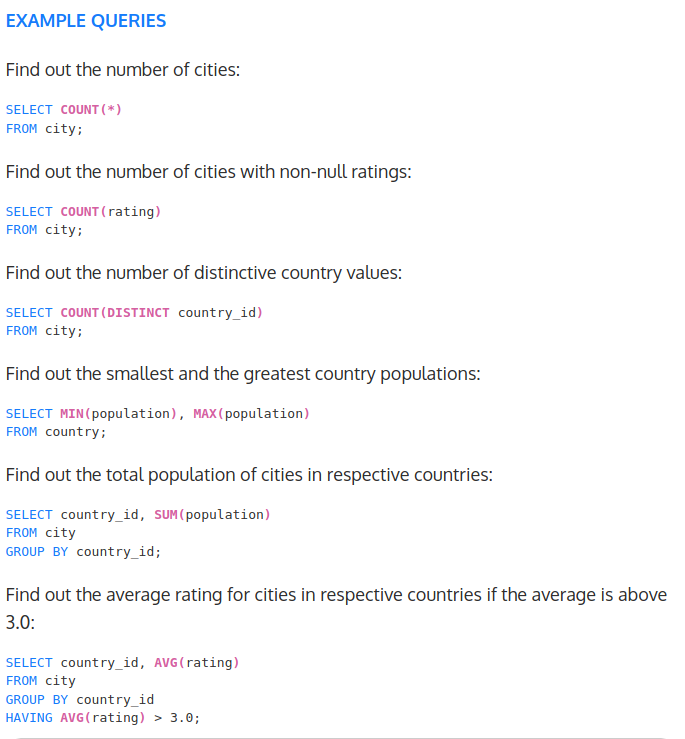 EXAMPLE QUERIES
Find out the number of cities:
SELECT COUNT(*)
FROM city;
Find out the number of cities with non-null ratings:
SELECT COUNT(rating)
FROM city;
Find out the number of distinctive country values:
SELECT COUNT(DISTINCT country_id)
FROM city;
Find out the smallest and the greatest country populations:
SELECT MIN(population), MAX(population)
FROM country;
Find out the total population of cities in respective countries:
SELECT country_id, SUM(population)
FROM city
GROUP BY country_id;
Find out the average rating for cities in respective countries if the average is above
3.0:
SELECT country_id, AVG(rating)
FROM city
GROUP BY country_id
HAVING AVG(rating) > 3.0;